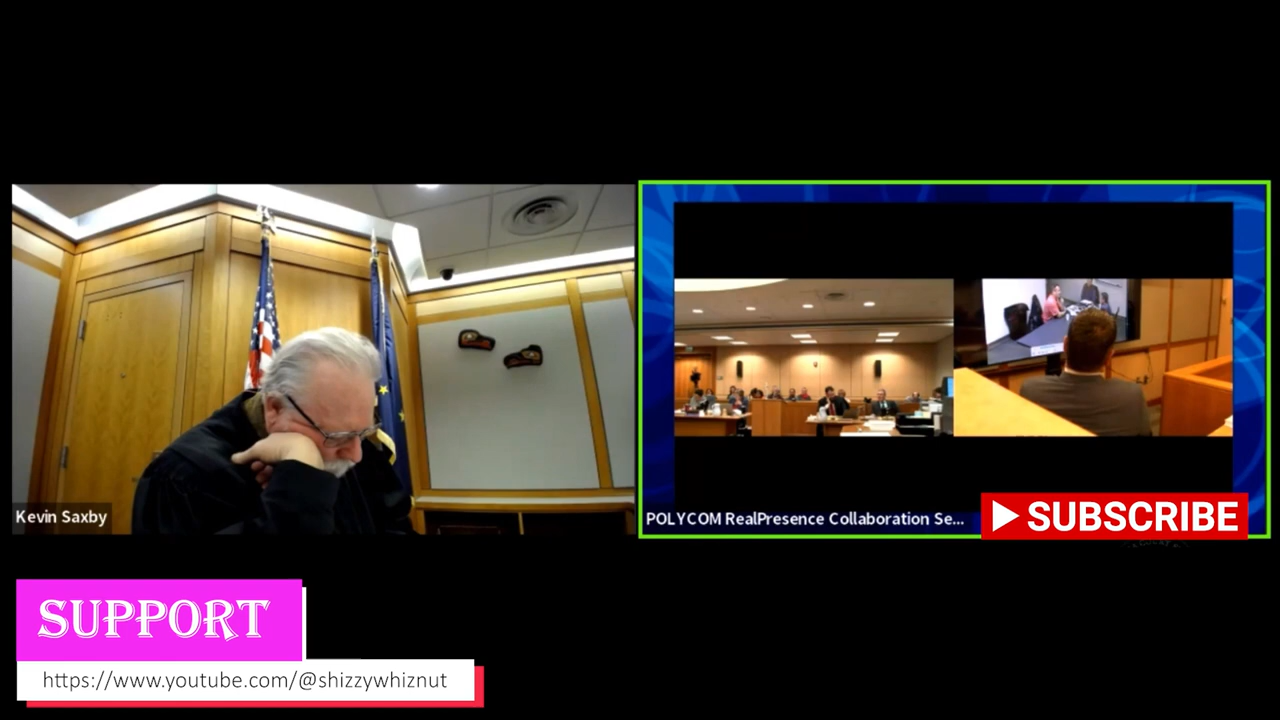 Kevin Saxby
POLYCOM RealPresence Collaboration Se...
SUBSCRIBE
SUPPORT
https://www.youtube.com/@shizzywhiznut